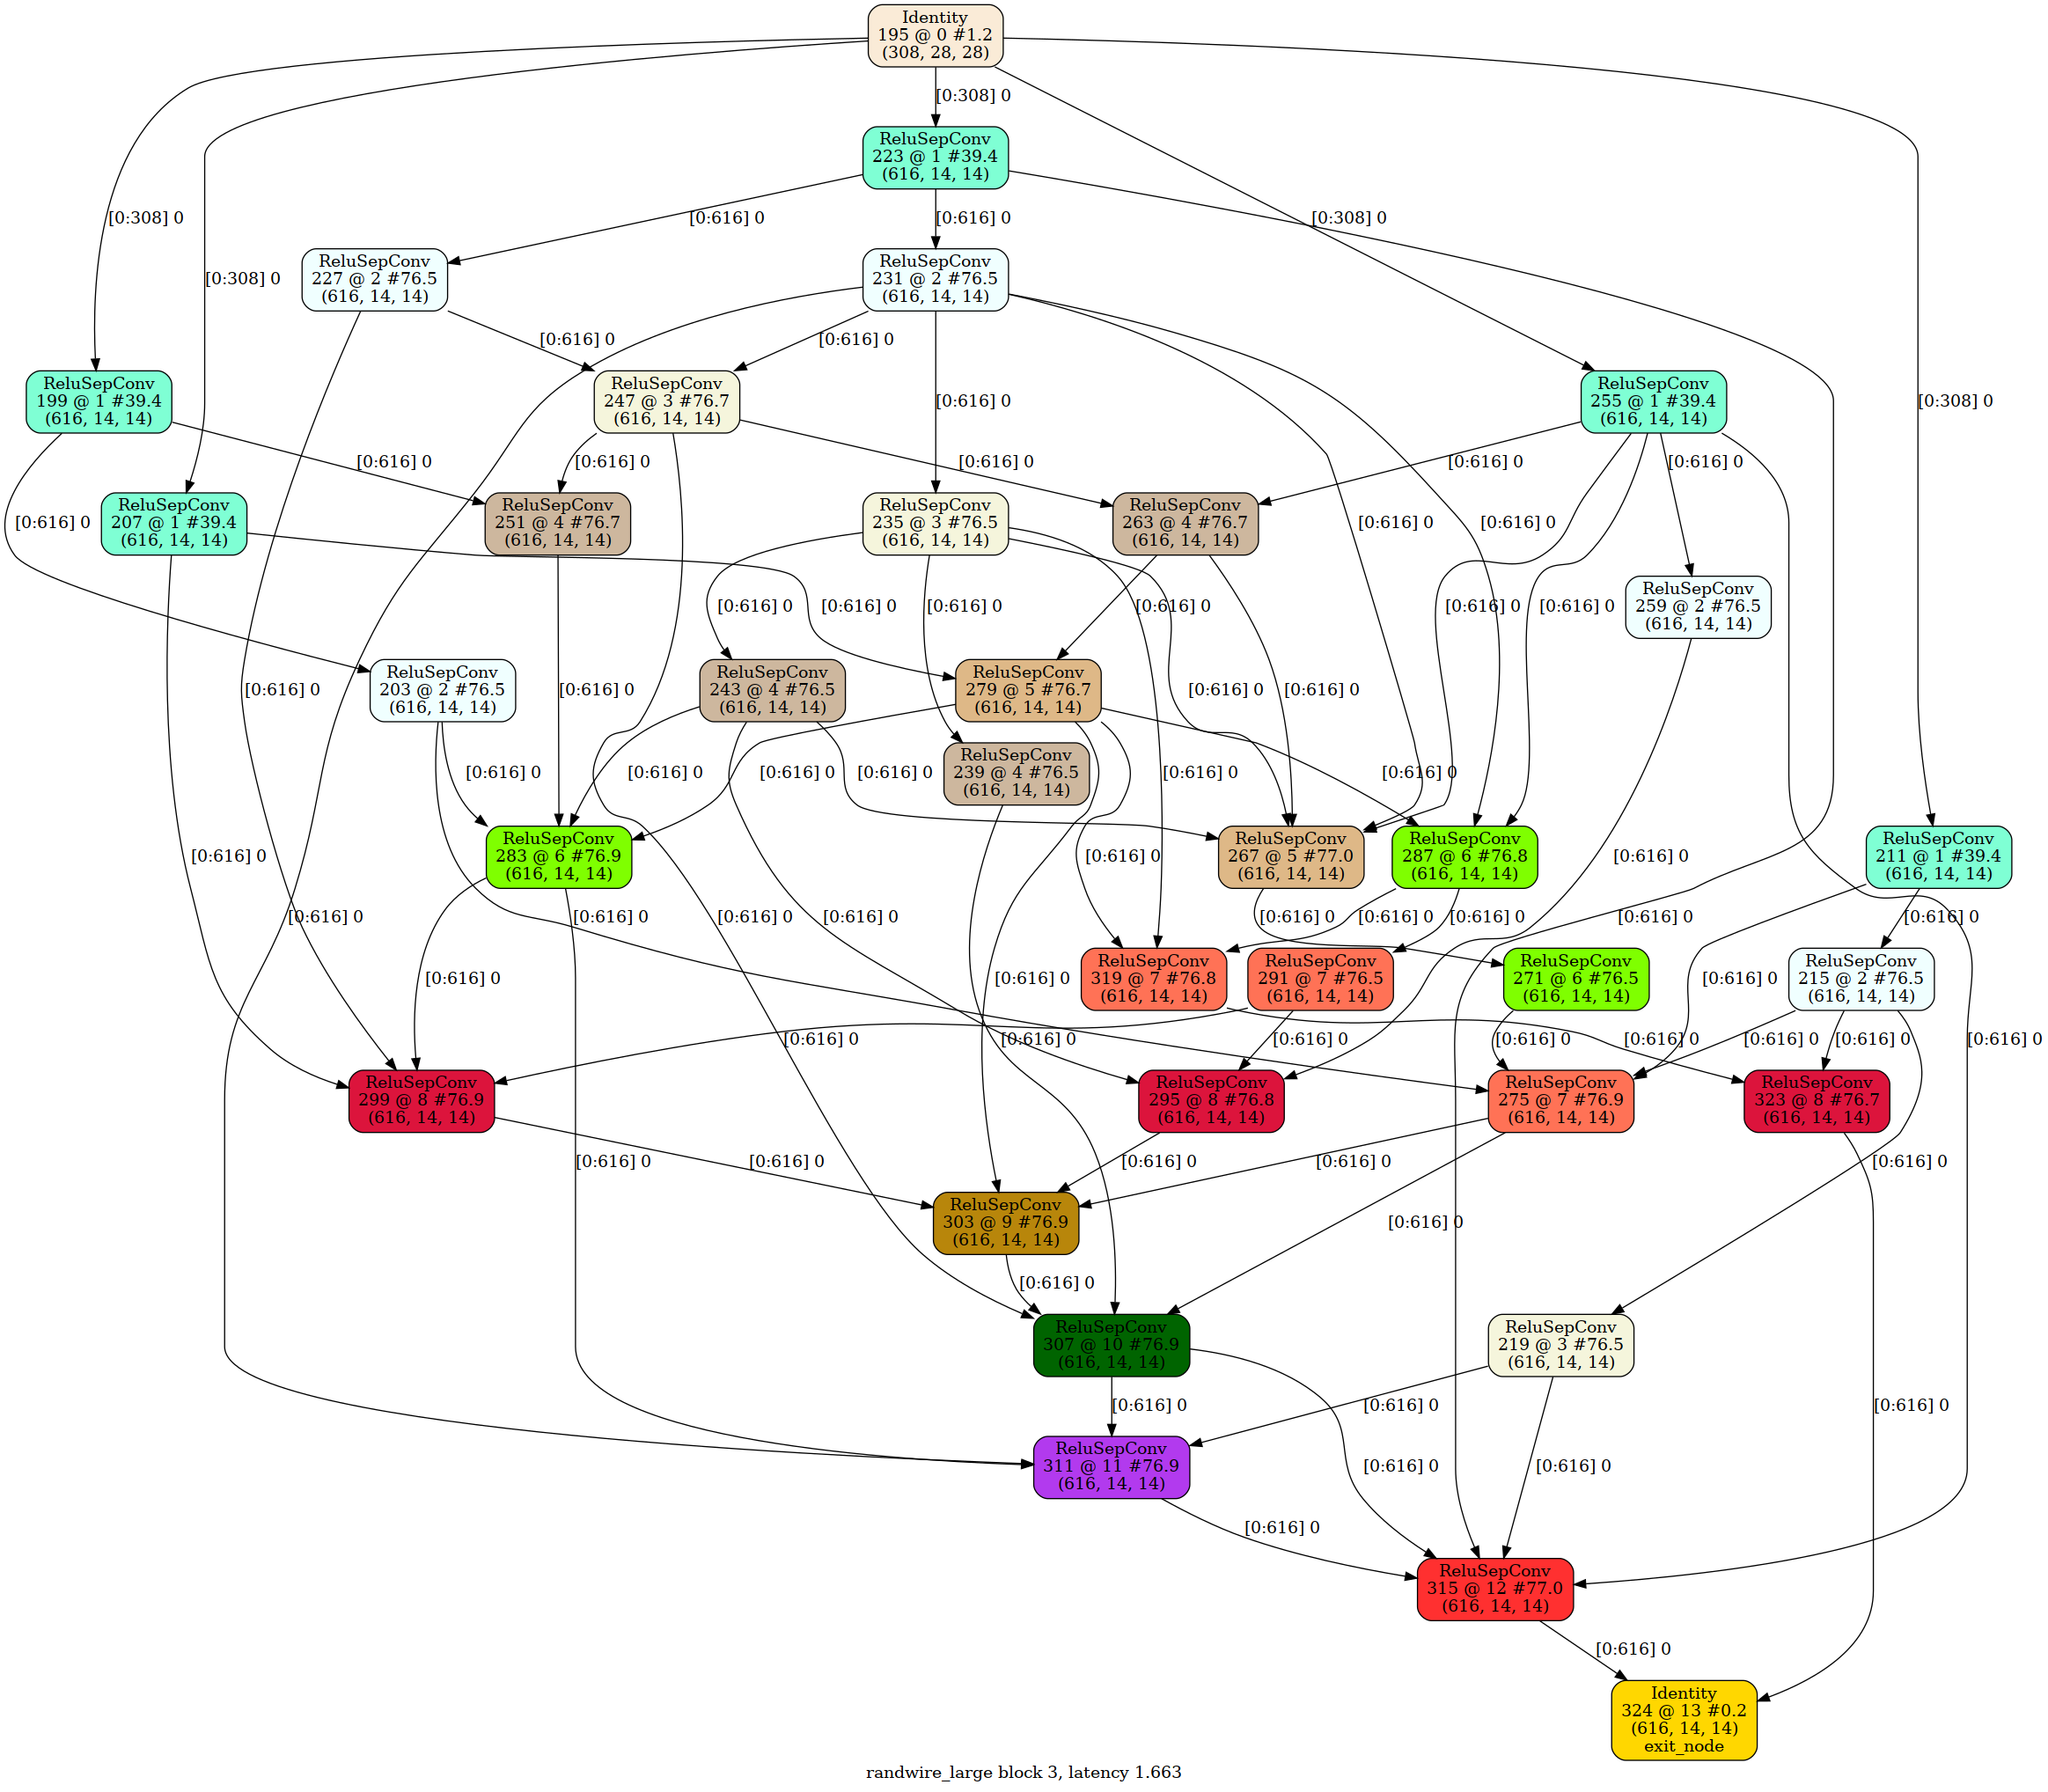 Identity
195 @ 0 #1.2
(308, 28, 28)
[0:308] 0
ReluSepConv
223 @ 1 #39.4
(616, 14, 14)
[0:308] 0
[0:616] 0
[0:616] 0
[0:308] 0
[0:308] 0
ReluSepConv
227 @ 2 #76.5
(616, 14, 14)
ReluSepConv
231 @ 2 #76.5
(616, 14, 14)
[0:616] 0
[0:616] 0
ReluSepConv
199 @ 1 #39.4
(616, 14, 14)
ReluSepConv
247 @ 3 #76.7
(616, 14, 14)
[0:616] 0
ReluSepConv
255 @ 1 #39.4
(616, 14, 14)
[0:308] 0
[0:616] 0
[0:616] 0
[0:616] 0
[0:616] 0
[0:616] 0
[0:616] 0
ReluSepConv
207 @ 1 #39.4
(616, 14, 14)
ReluSepConv
251 @ 4 #76.7
(616, 14, 14)
ReluSepConv
235 @ 3 #76.5
(616, 14, 14)
ReluSepConv
263 @ 4 #76.7
(616, 14, 14)
[0:616] 0
[0:616] 0
[0:616] 0
[0:616] 0
[0:616] 0
[0:616] 0
[0:616] 0
[0:616] 0
ReluSepConv
259 @ 2 #76.5
(616, 14, 14)
[0:616] 0
ReluSepConv
203 @ 2 #76.5
(616, 14, 14)
[0:616] 0
ReluSepConv
243 @ 4 #76.5
(616, 14, 14)
ReluSepConv
279 @ 5 #76.7
(616, 14, 14)
[0:616] 0
[0:616] 0
[0:616] 0
[0:616] 0
[0:616] 0
[0:616] 0
ReluSepConv
239 @ 4 #76.5
(616, 14, 14)
[0:616] 0
[0:616] 0
[0:616] 0
ReluSepConv
283 @ 6 #76.9
(616, 14, 14)
[0:616] 0
ReluSepConv
267 @ 5 #77.0
(616, 14, 14)
ReluSepConv
287 @ 6 #76.8
(616, 14, 14)
[0:616] 0
ReluSepConv
211 @ 1 #39.4
(616, 14, 14)
[0:616] 0
[0:616] 0
[0:616] 0
[0:616] 0
[0:616] 0
[0:616] 0
[0:616] 0
[0:616] 0
[0:616] 0
[0:616] 0
[0:616] 0
ReluSepConv
319 @ 7 #76.8
(616, 14, 14)
ReluSepConv
291 @ 7 #76.5
(616, 14, 14)
ReluSepConv
271 @ 6 #76.5
(616, 14, 14)
[0:616] 0
ReluSepConv
215 @ 2 #76.5
(616, 14, 14)
[0:616] 0
[0:616] 0
[0:616] 0
[0:616] 0
[0:616] 0
[0:616] 0
[0:616] 0
[0:616] 0
ReluSepConv
299 @ 8 #76.9
(616, 14, 14)
ReluSepConv
295 @ 8 #76.8
(616, 14, 14)
ReluSepConv
275 @ 7 #76.9
(616, 14, 14)
ReluSepConv
323 @ 8 #76.7
(616, 14, 14)
[0:616] 0
[0:616] 0
[0:616] 0
[0:616] 0
[0:616] 0
ReluSepConv
303 @ 9 #76.9
(616, 14, 14)
[0:616] 0
[0:616] 0
ReluSepConv
307 @ 10 #76.9
(616, 14, 14)
ReluSepConv
219 @ 3 #76.5
(616, 14, 14)
[0:616] 0
[0:616] 0
[0:616] 0
ReluSepConv
311 @ 11 #76.9
(616, 14, 14)
[0:616] 0
[0:616] 0
[0:616] 0
ReluSepConv
315 @ 12 #77.0
(616, 14, 14)
[0:616] 0
Identity
324 @ 13 #0.2
(616, 14, 14)
exit_node
randwire_large block 3, latency 1.663